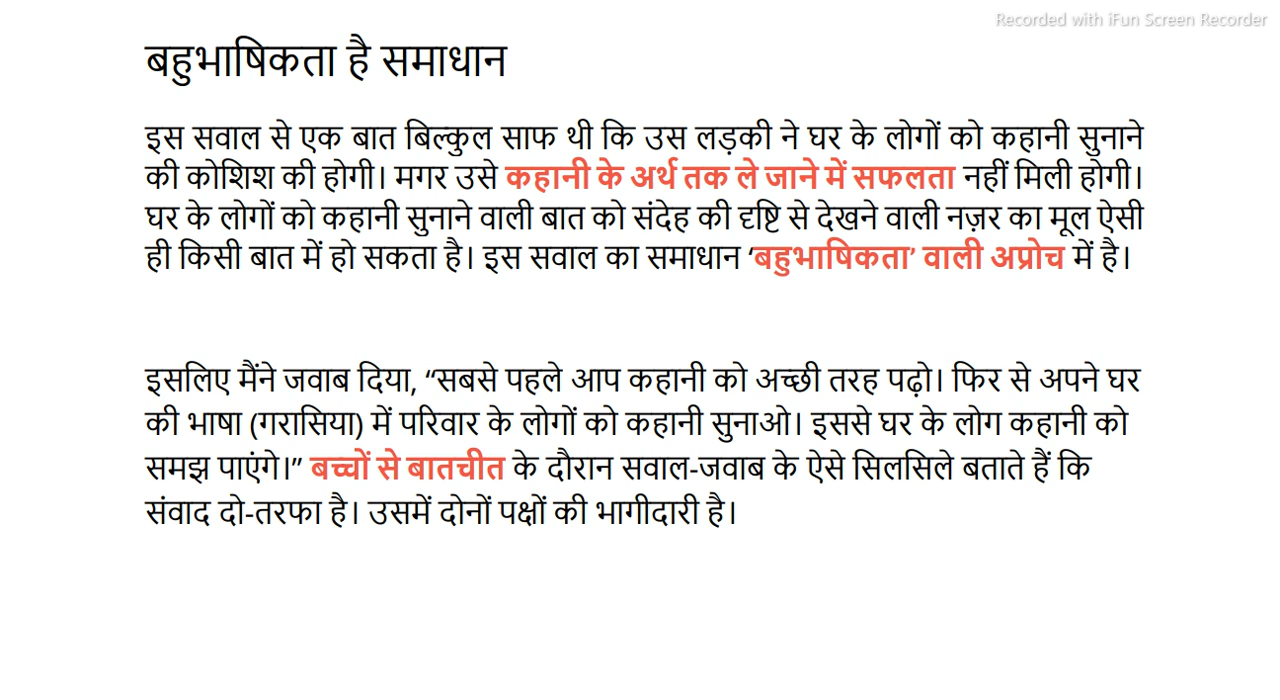 Recorded with iFun Screen Recorder
बहुभाषिकता है समाधान
इस सवाल से एक बात बिल्कुल साफ थी कि उस लड़की ने घर के लोगों को कहानी सुनाने
की कोशिश की होगी। मगर उसे कहानी के अर्थ तक ले जाने में सफलता नहीं मिली होगी।
घर के लोगों को कहानी सुनाने वाली बात को संदेह की दृष्टि से देखने वाली नज़र का मूल ऐसी
ही किसी बात में हो सकता है। इस सवाल का समाधान ‘बहुभाषिकता’ वाली अप्रोच में है।
इसलिए मैंने जवाब दिया, “सबसे पहले आप कहानी को अच्छी तरह पढ़ो। फिर से अपने घर
की भाषा (गरासिया) में परिवार के लोगों को कहानी सुनाओ। इससे घर के लोग कहानी को
समझ पाएंगे।” बच्चों से बातचीत के दौरान सवाल-जवाब के ऐसे सिलसिले बताते हैं कि
संवाद दो-तरफा है। उसमें दोनों पक्षों की भागीदारी है।